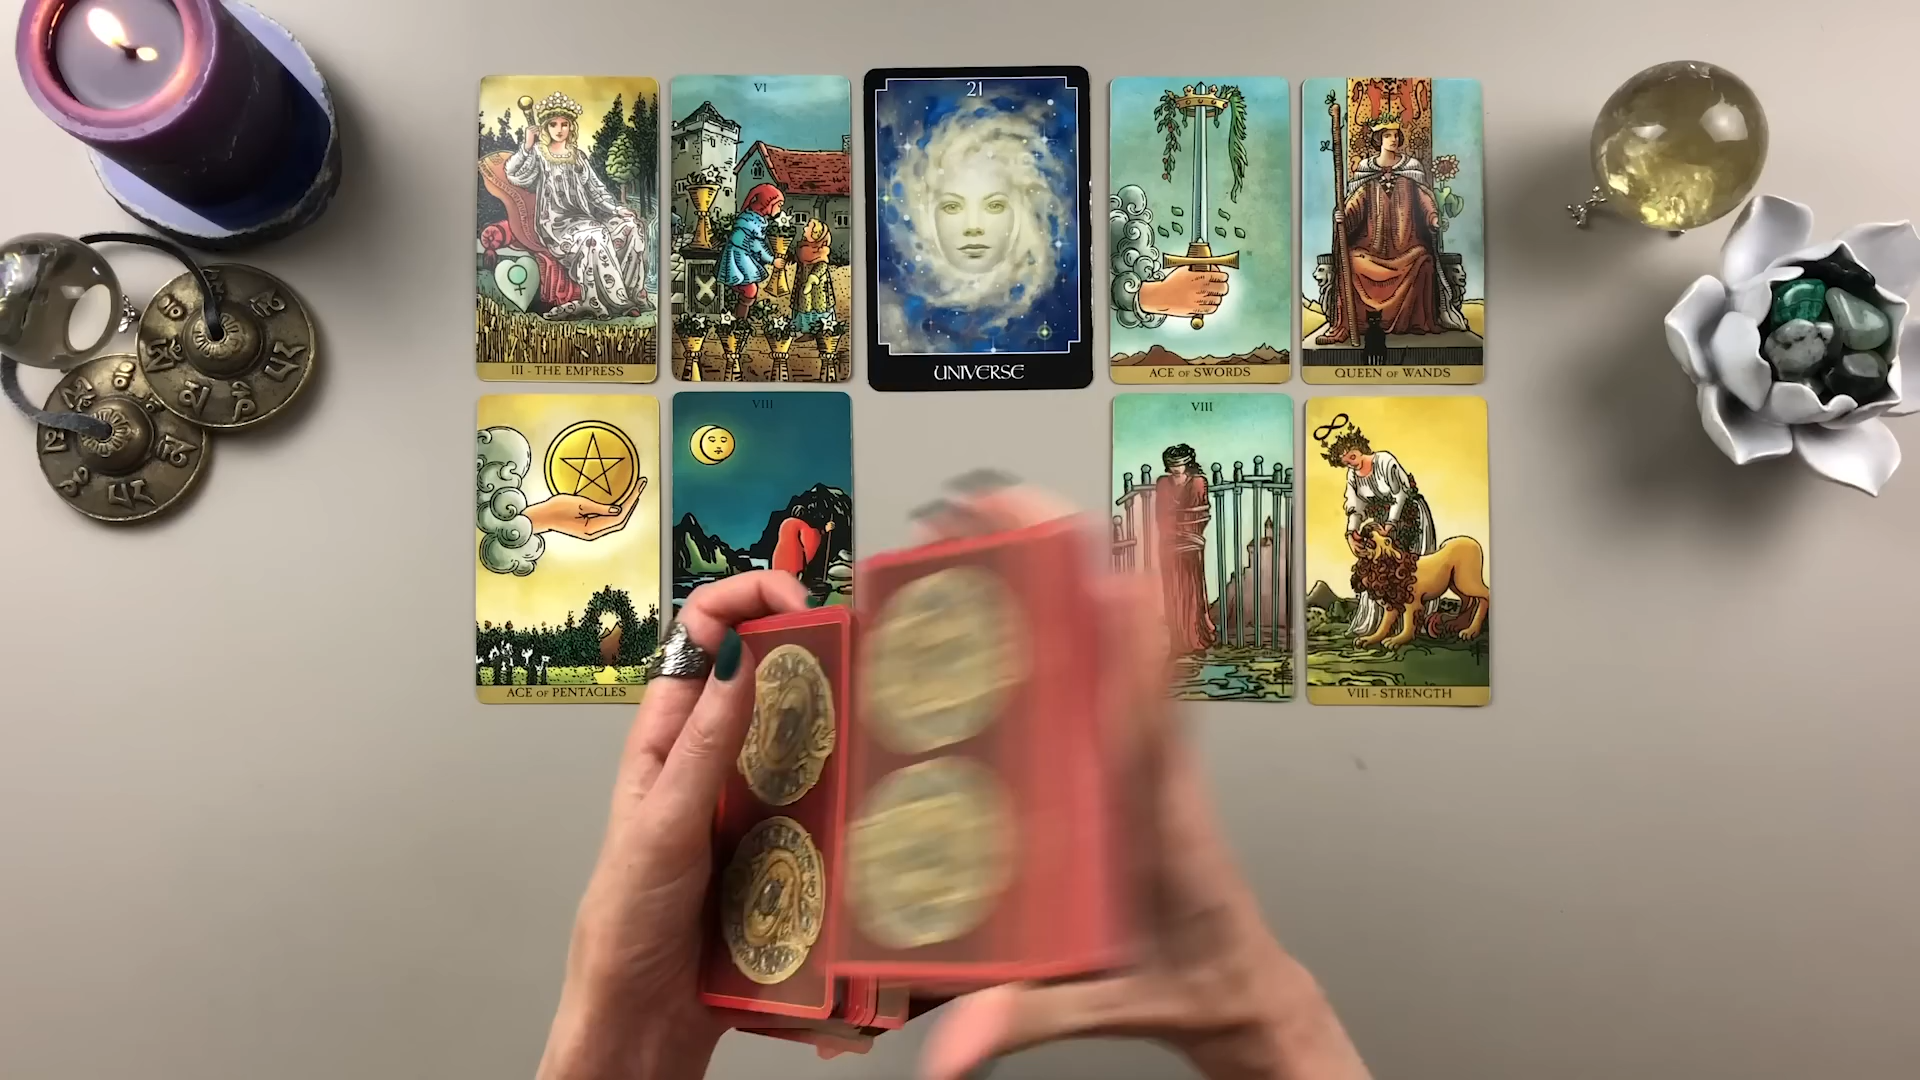 III - THE EMPRESS
VI
21
UNIVERSE
ACE OF SWORDS
QUEEN OF WANDS
ACE OF PENTACLES
VIII
VIII
VIII - STRENGTH